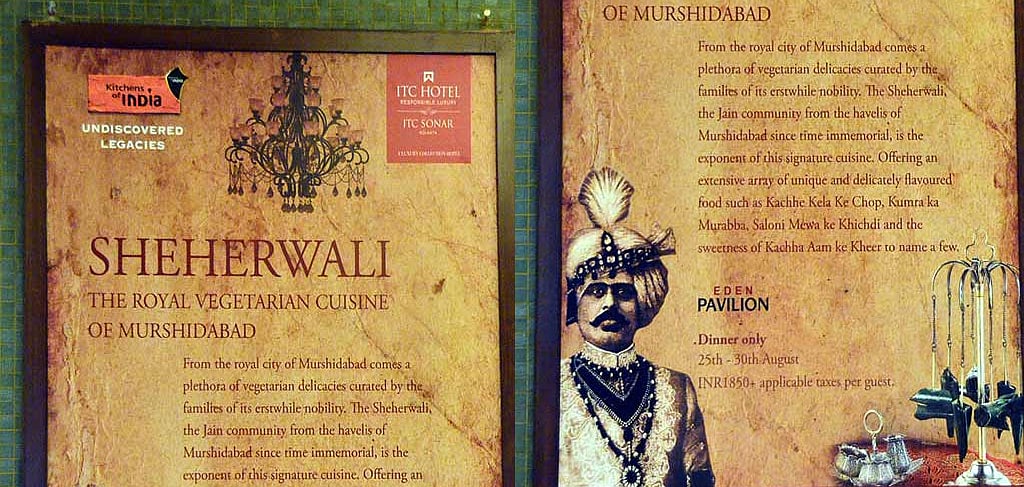 Kitchens
of INDIA
UNDISCOVERED
LEGACIES
ITC HOTEL
RESPONSIBLE LUXURY
ITC SONAR
KOLKATA
SHEHERWALI
THE ROYAL VEGETARIAN CUISINE
OF MURSHIDABAD
From the royal city of Murshidabad comes a
plethora of vegetarian delicacies curated by the
families of its erstwhile nobility. The Sheherwali,
the Jain community from the havelis of
Murshidabad since time immemorial, is the
exponent of this signature cuisine. Offering an
OF MURSHIDABAD
From the royal city of Murshidabad comes a
plethora of vegetarian delicacies curated by the
families of its erstwhile nobility. The Sheherwali,
the Jain community from the havelis of
Murshidabad since time immemorial, is the
exponent of this signature cuisine. Offering an
extensive array of unique and delicately flavoured
food such as Kachhe Kela Ke Chop, Kumra ka
Murabba, Saloni Mewa ke Khichdi and the
sweetness of Kachha Aam ke Kheer to name a few.
EDEN
PAVILION
Dinner only
25th - 30th August
INR1850+ applicable taxes per guest.